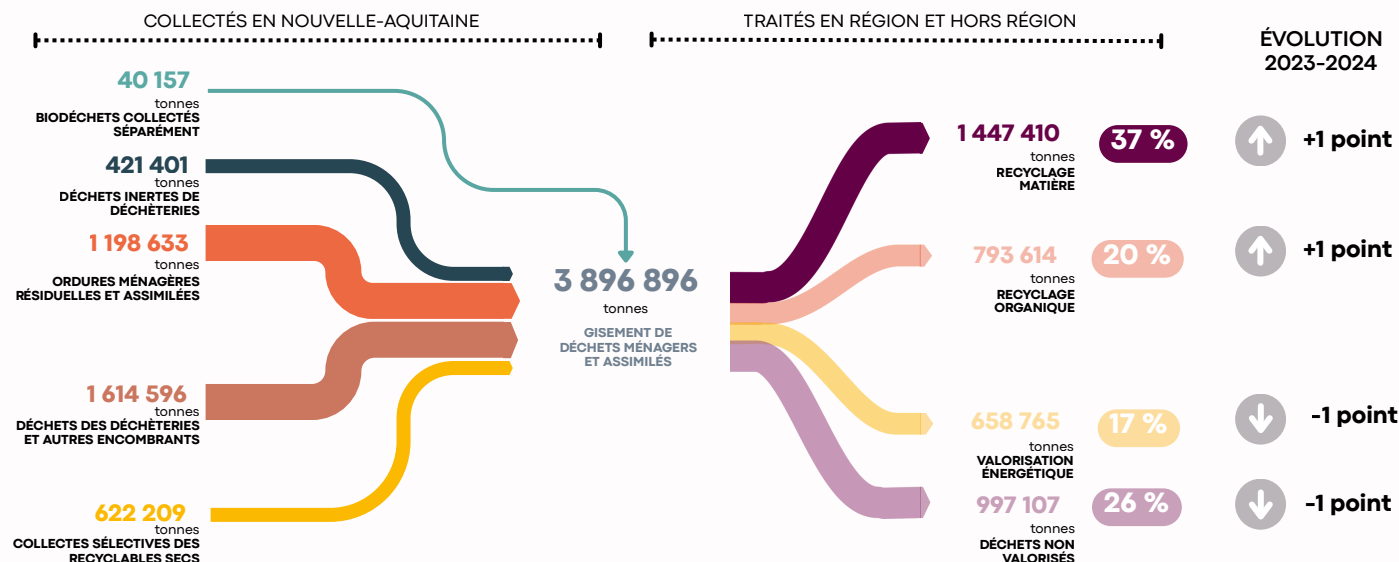 COLLECTÉS EN NOUVELLE-AQUITAINE
TRAITÉS EN RÉGION ET HORS RÉGION
ÉVOLUTION
2023-2024
40 157
tonnes
BIODÉCHETS COLLECTÉS
SÉPARÉMENT
421 401
tonnes
DÉCHETS INERTES DE
DÉCHÈTERIES
1 198 633
tonnes
ORDURES MÉNAGÈRES
RÉSIDUELLES ET ASSIMILÉES
1 614 596
tonnes
DÉCHETS DES DÉCHÈTERIES
ET AUTRES ENCOMBRANTS
622 209
tonnes
COLLECTES SÉLECTIVES DES
RECYCLABLES SECS
3 896 896
tonnes
GISEMENT DE
DÉCHETS MÉNAGERS
ET ASSIMILÉS
1 447 410
tonnes
RECYCLAGE
MATIÈRE
37 %
+1 point
793 614
tonnes
RECYCLAGE
ORGANIQUE
20 %
+1 point
658 765
tonnes
VALORISATION
ÉNERGÉTIQUE
17 %
-1 point
997 107
tonnes
DÉCHETS NON
VALORISÉS
26 %
-1 point